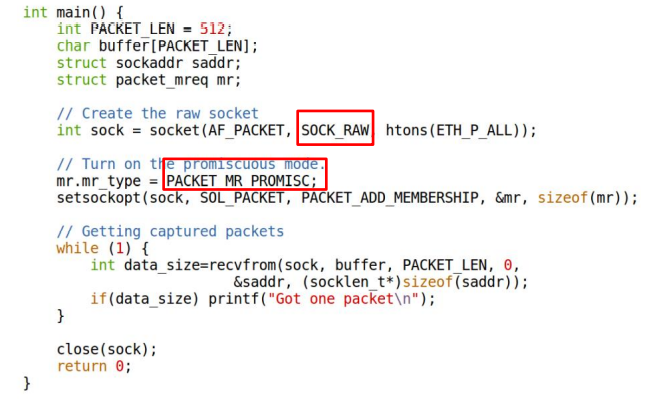 int main() {
int PACKET_LEN = 512;
char buffer[PACKET_LEN];
struct sockaddr saddr;
struct packet_mreq mr;
// Create the raw socket
int sock = socket(AF_PACKET, SOCK_RAW, htons(ETH_P_ALL));
// Turn on the promiscuous mode.
mr.mr_type = PACKET_MR_PROMISC;
setsockopt(sock, SOL_PACKET, PACKET_ADD_MEMBERSHIP, &mr, sizeof(mr));
// Getting captured packets
while (1) {
int data_size=recvfrom(sock, buffer, PACKET_LEN, 0,
&saddr, (socklen_t*)sizeof(saddr));
if(data_size) printf("Got one packet\n");
}
close(sock);
return 0;
}